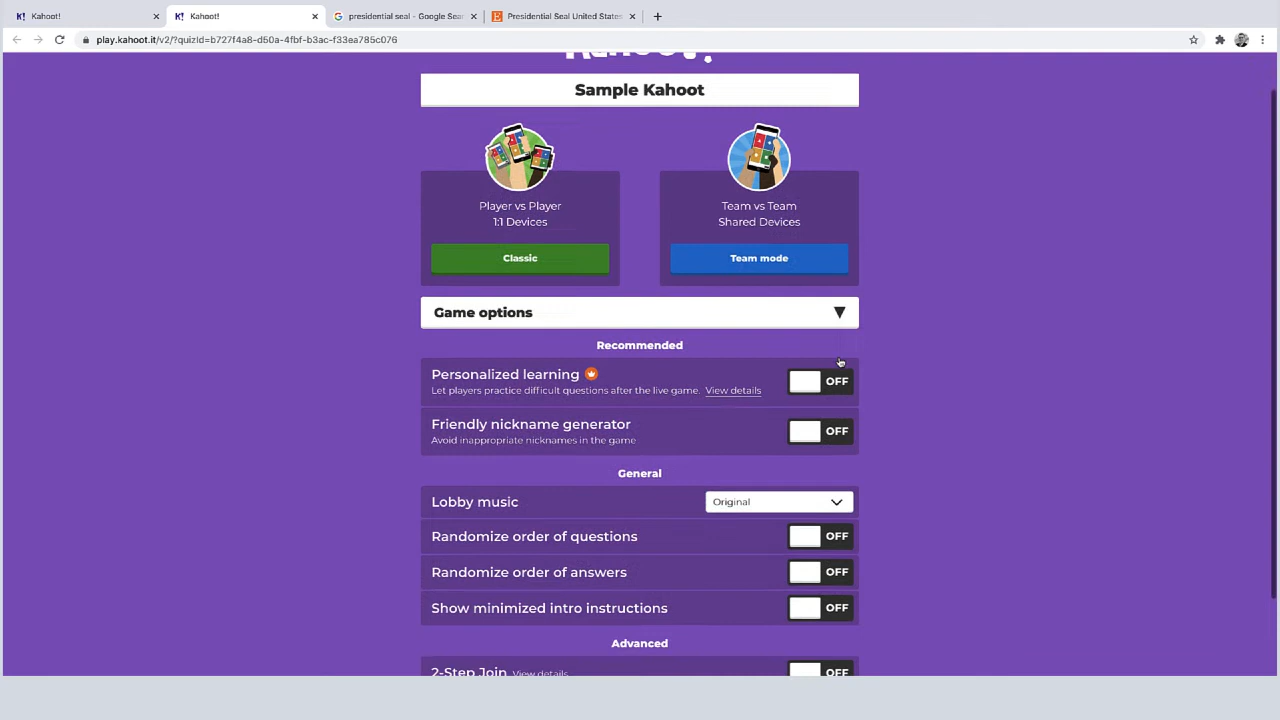 Kahoot!
Kahoot!
presidential seal - Google Sear
Presidential Seal United States
play.kahoot.it/v2/?quizId=b727f4a8-d50a-4fbf-b3ac-f33ea785c076
Kahoot!
Sample Kahoot
Player vs Player
1:1 Devices
Classic
Team vs Team
Shared Devices
Team mode
Game options
Recommended
Personalized learning
Let players practice difficult questions after the live game. View details
OFF
Friendly nickname generator
Avoid inappropriate nicknames in the game
OFF
General
Lobby music
Original
Randomize order of questions
OFF
Randomize order of answers
OFF
Show minimized intro instructions
OFF
Advanced
2-Step Join View details
OFF